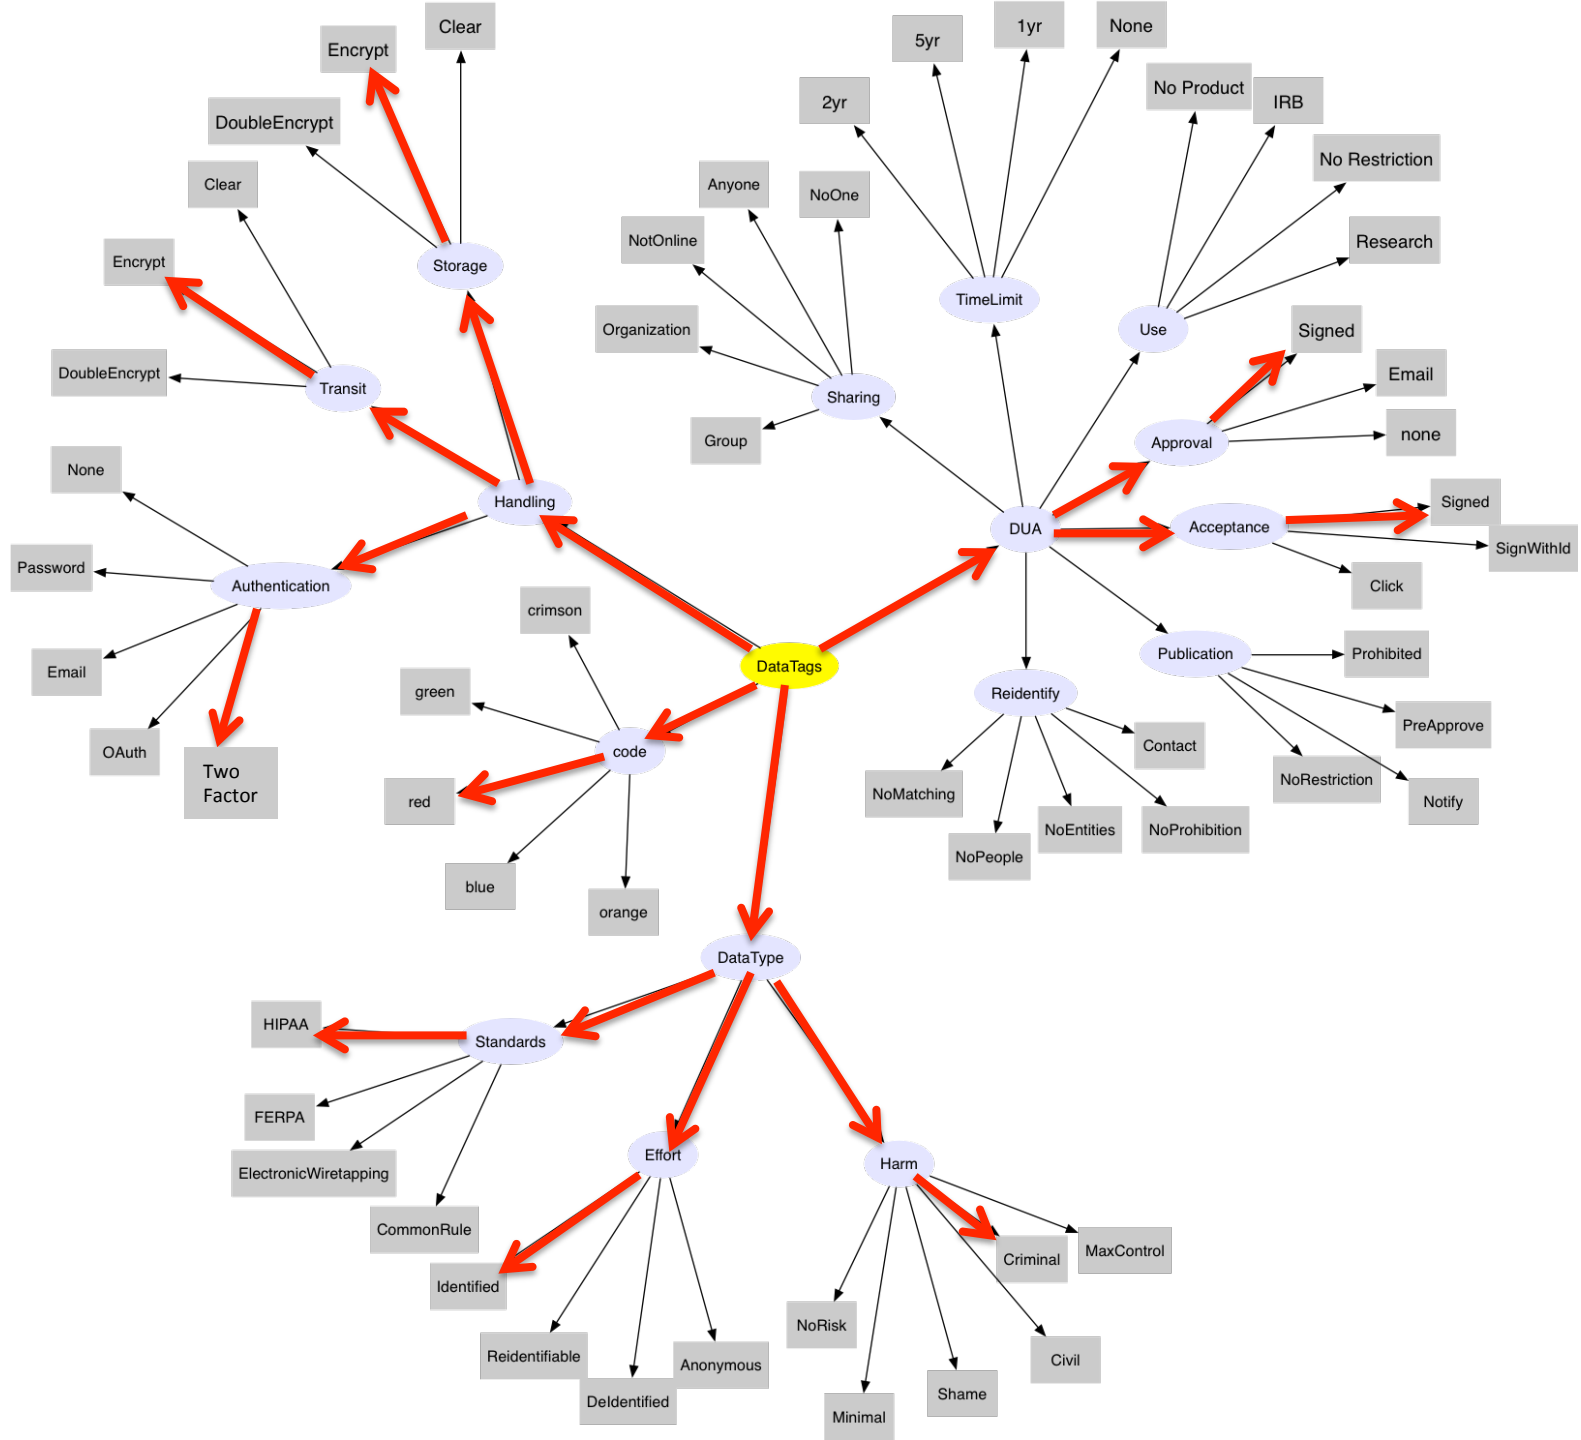 Clear
Encrypt
DoubleEncrypt
Clear
Encrypt
Storage
DoubleEncrypt
Transit
None
Handling
Password
Authentication
Email
OAuth
Two
Factor
5yr
1yr
None
2yr
No Product
IRB
Anyone
NoOne
No Restriction
NotOnline
Research
TimeLimit
Use
Organization
Signed
Sharing
Email
Group
Approval
none
DUA
Acceptance
Signed
SignWithId
Click
crimson
green
DataTags
code
red
blue
orange
Publication
Prohibited
Reidentify
PreApprove
Contact
NoRestriction
NoMatching
Notify
NoEntities
NoProhibition
NoPeople
DataType
HIPAA
Standards
FERPA
ElectronicWiretapping
CommonRule
Effort
Harm
Identified
Reidentifiable
DeIdentified
Anonymous
Criminal
MaxControl
NoRisk
Civil
Shame
Minimal